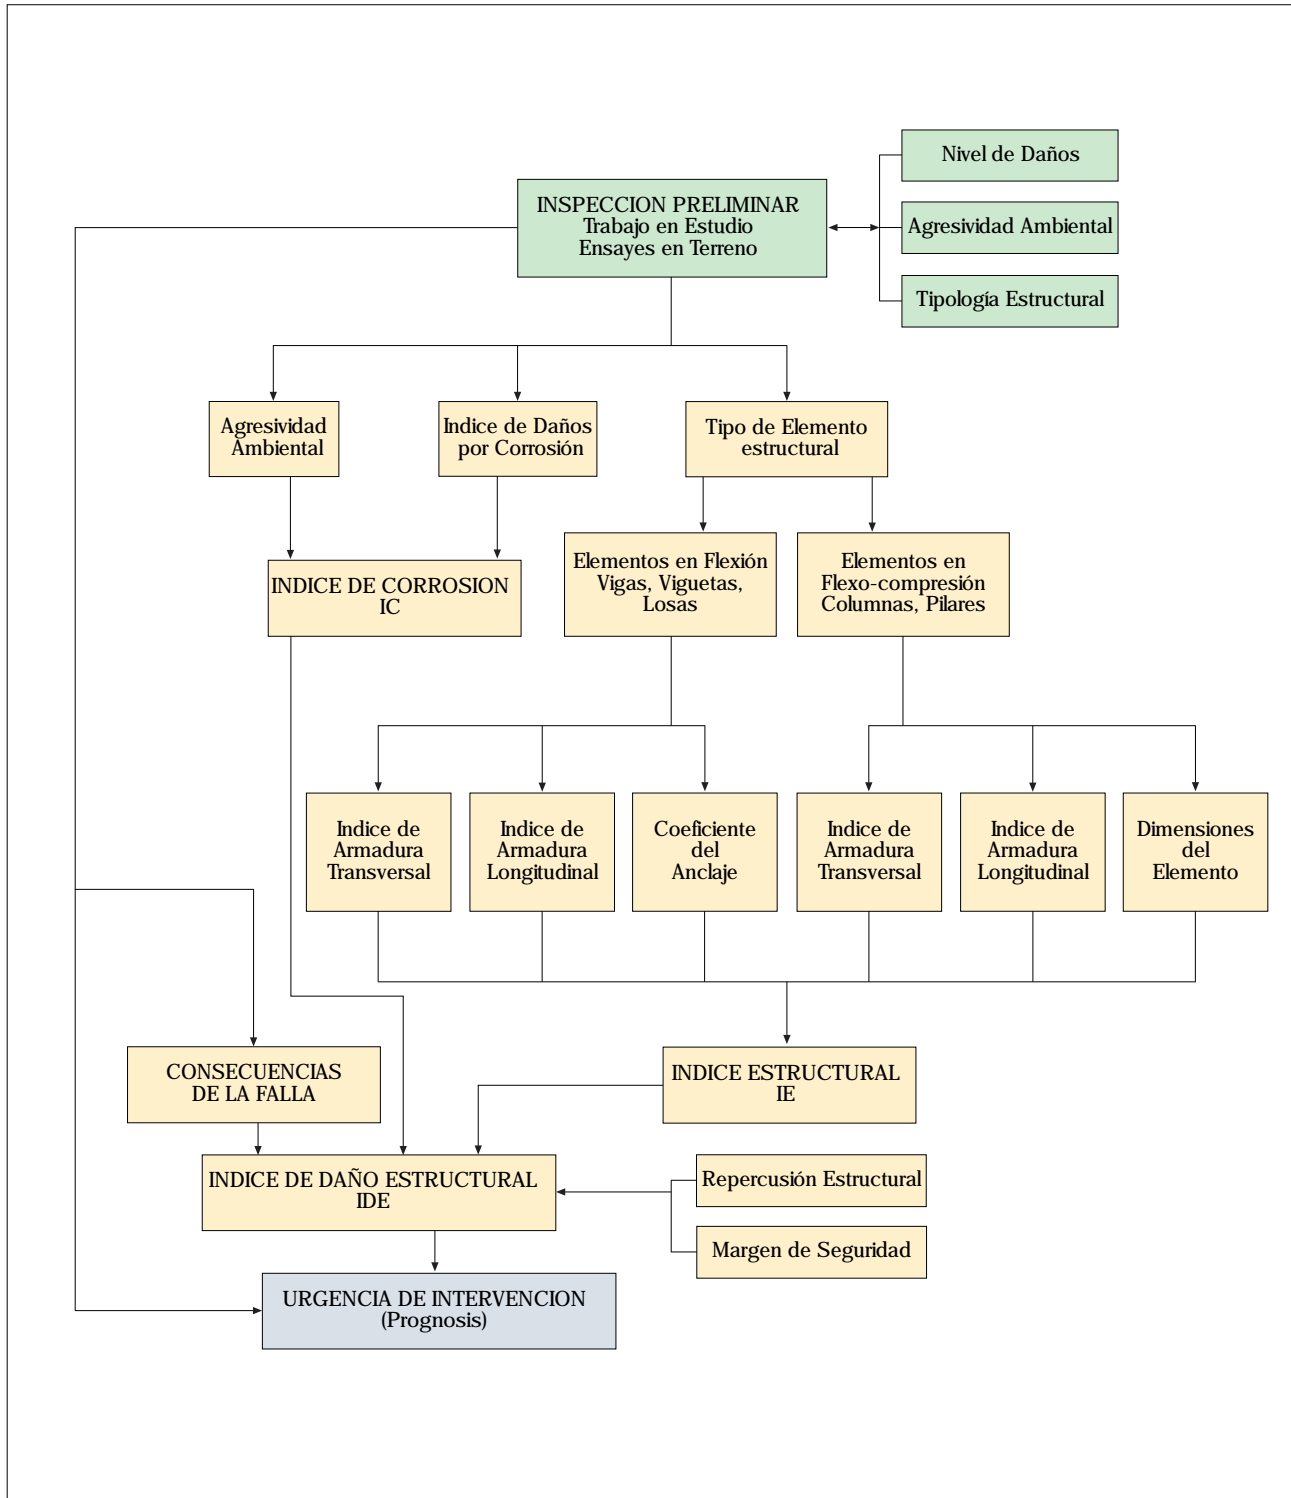 Nivel de Daños
INSPECCION PRELIMINAR
Trabajo en Estudio
Ensayes en Terreno
Agresividad Ambiental
Tipología Estructural
Agresividad
Ambiental
Indice de Daños
por Corrosión
Tipo de Elemento
estructural
INDICE DE CORROSION
IC
Elementos en Flexión
Vigas, Viguetas,
Losas
Elementos en
Flexo-compresión
Columnas, Pilares
Indice de
Armadura
Transversal
Indice de
Armadura
Longitudinal
Coeficiente
del
Anclaje
Indice de
Armadura
Transversal
Indice de
Armadura
Longitudinal
Dimensiones
del
Elemento
CONSECUENCIAS
DE LA FALLA
INDICE ESTRUCTURAL
IE
INDICE DE DAÑO ESTRUCTURAL
IDE
Repercusión Estructural
Margen de Seguridad
URGENCIA DE INTERVENCION
(Prognosis)